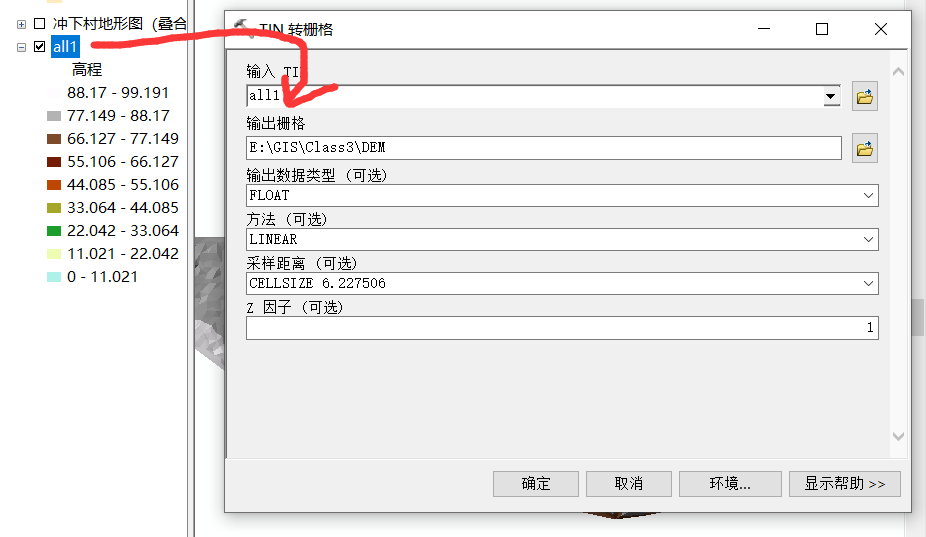 冲下村地形图（叠合
all1
高程
88.17 - 99.191
77.149 - 88.17
66.127 - 77.149
55.106 - 66.127
44.085 - 55.106
33.064 - 44.085
22.042 - 33.064
11.021 - 22.042
0 - 11.021
TIN 转栅格
输入 TI
all1
输出栅格
E:\GIS\Class3\DEM
输出数据类型 (可选)
FLOAT
方法 (可选)
LINEAR
采样距离 (可选)
CELLSIZE 6.227506
Z 因子 (可选)
1
确定
取消
环境...
显示帮助 >>